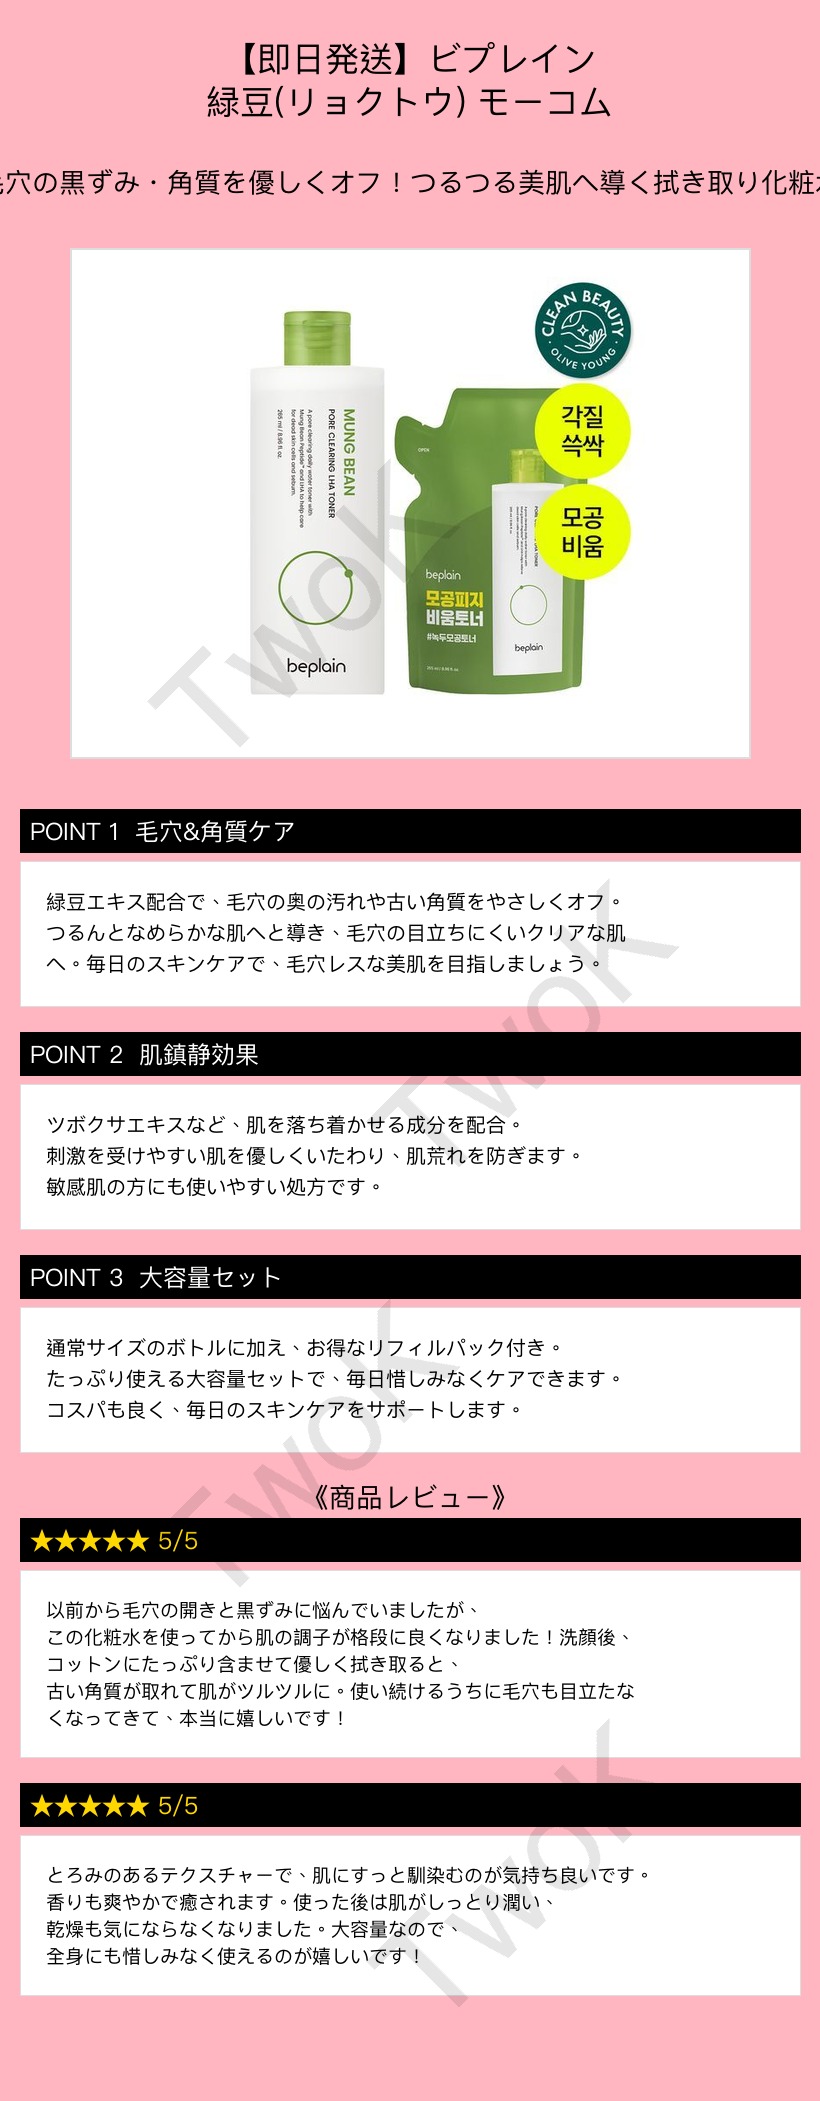 【即日発送】ビプレイン
緑豆(リョクトウ) モーコム
穴の黒ずみ・角質を優しくオフ！つるつる美肌へ導く拭き取り化粧
CLEAN BEAUTY
· OLIVE YOUNG ·
각질
쓱싹
모공
비움
MUNG BEAN
PORE CLEARING LHA TONER
A pore clearing daily water toner with
Mung Bean Peptide™ and LHA to help care
for dead skin cells and sebum.
265 ml / 8.96 fl. oz.
beplain
OPEN
beplain
모공피지
비움토너
#녹두모공토너
265 ml / 8.96 fl. oz.
beplain
TwoK
POINT 1 毛穴&角質ケア
緑豆エキス配合で、毛穴の奥の汚れや古い角質をやさしくオフ。
つるんとなめらかな肌へと導き、毛穴の目立ちにくいクリアな肌
へ。毎日のスキンケアで、毛穴レスな美肌を目指しましょう。
TwoK
POINT 2 肌鎮静効果
ツボクサエキスなど、肌を落ち着かせる成分を配合。
刺激を受けやすい肌を優しくいたわり、肌荒れを防ぎます。
敏感肌の方にも使いやすい処方です。
POINT 3 大容量セット
通常サイズのボトルに加え、お得なリフィルパック付き。
たっぷり使える大容量セットで、毎日惜しみなくケアできます。
コスパも良く、毎日のスキンケアをサポートします。
TwoK
《商品レビュー》
★★★★★ 5/5
以前から毛穴の開きと黒ずみに悩んでいましたが、
この化粧水を使ってから肌の調子が格段に良くなりました！洗顔後、
コットンにたっぷり含ませて優しく拭き取ると、
古い角質が取れて肌がツルツルに。使い続けるうちに毛穴も目立たな
くなってきて、本当に嬉しいです！
★★★★★ 5/5
とろみのあるテクスチャーで、肌にすっと馴染むのが気持ち良いです。
香りも爽やかで癒されます。使った後は肌がしっとり潤い、
乾燥も気にならなくなりました。大容量なので、
全身にも惜しみなく使えるのが嬉しいです！
TwoK